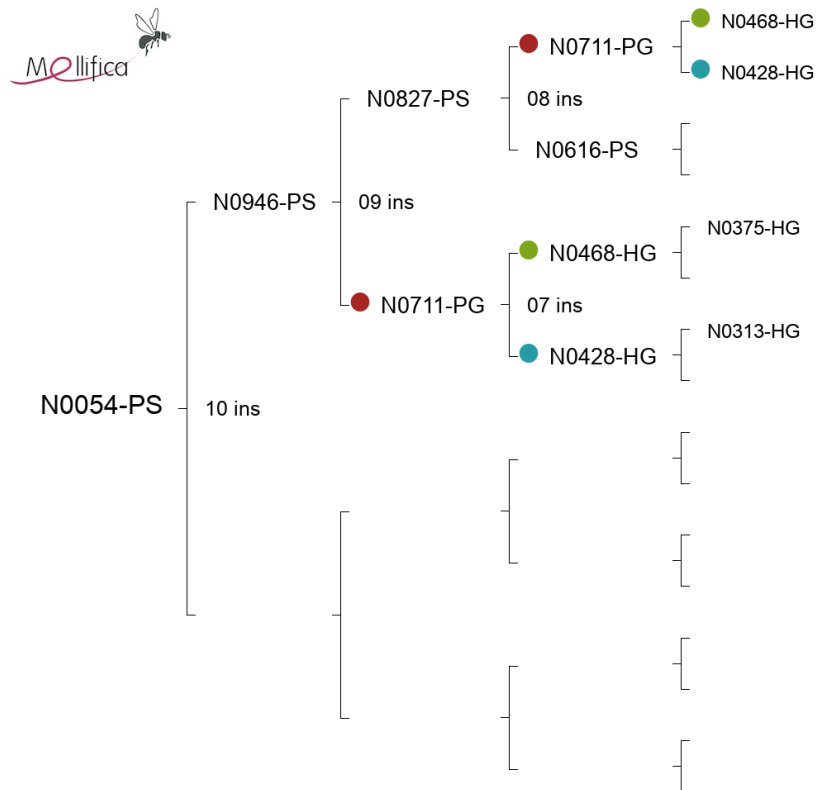 Mellifica
N0468-HG
N0711-PG
N0428-HG
N0827-PS
08 ins
N0616-PS
N0946-PS
09 ins
N0375-HG
N0468-HG
N0711-PG
07 ins
N0313-HG
N0428-HG
N0054-PS
10 ins